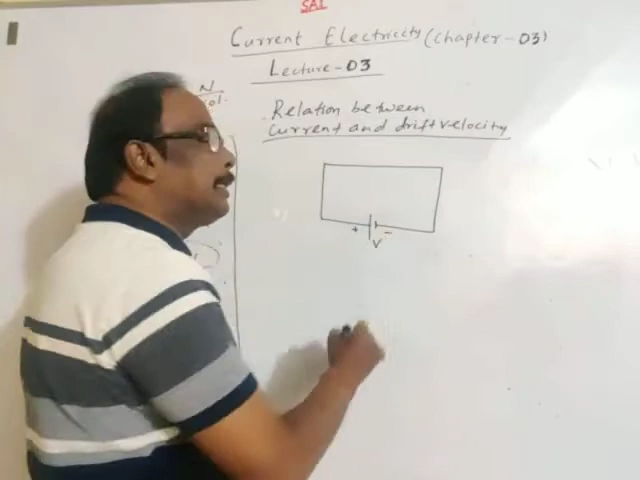 SAI
Current Electricity (Chapter-03)
Lecture-03
N
Relation between
current and drift velocity
+ -
V